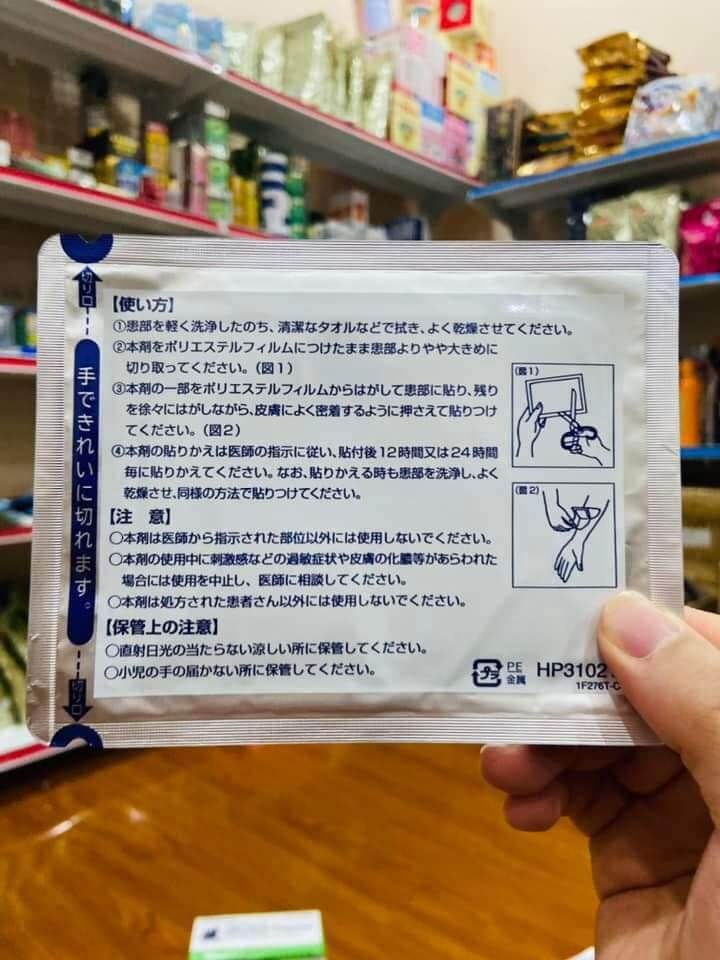 切り口
手できれいに切れます。
切り口
【使い方】
①患部を軽く洗浄したのち、清潔なタオルなどで拭き、よく乾燥させてください。
②本剤をポリエステルフィルムにつけたまま患部よりやや大きめに
切り取ってください。(図1)
③本剤の一部をポリエステルフィルムからはがして患部に貼り、残り
を徐々にはがしながら、皮膚によく密着するように押さえて貼りつけ
てください。(図2)
④本剤の貼りかえは医師の指示に従い、貼付後12時間又は24時間
毎に貼りかえてください。なお、貼りかえる時も患部を洗浄し、よく
乾燥させ、同様の方法で貼りつけてください。
(図1)
(図2)
【注 意】
○本剤は医師から指示された部位以外には使用しないでください。
○本剤の使用中に刺激感などの過敏症状や皮膚の化膿等があらわれた
場合には使用を中止し、医師に相談してください。
○本剤は処方された患者さん以外には使用しないでください。
【保管上の注意】
○直射日光の当たらない涼しい所に保管してください。
○小児の手の届かない所に保管してください。
プラ
PE
金属
HP3102
1F276T-C